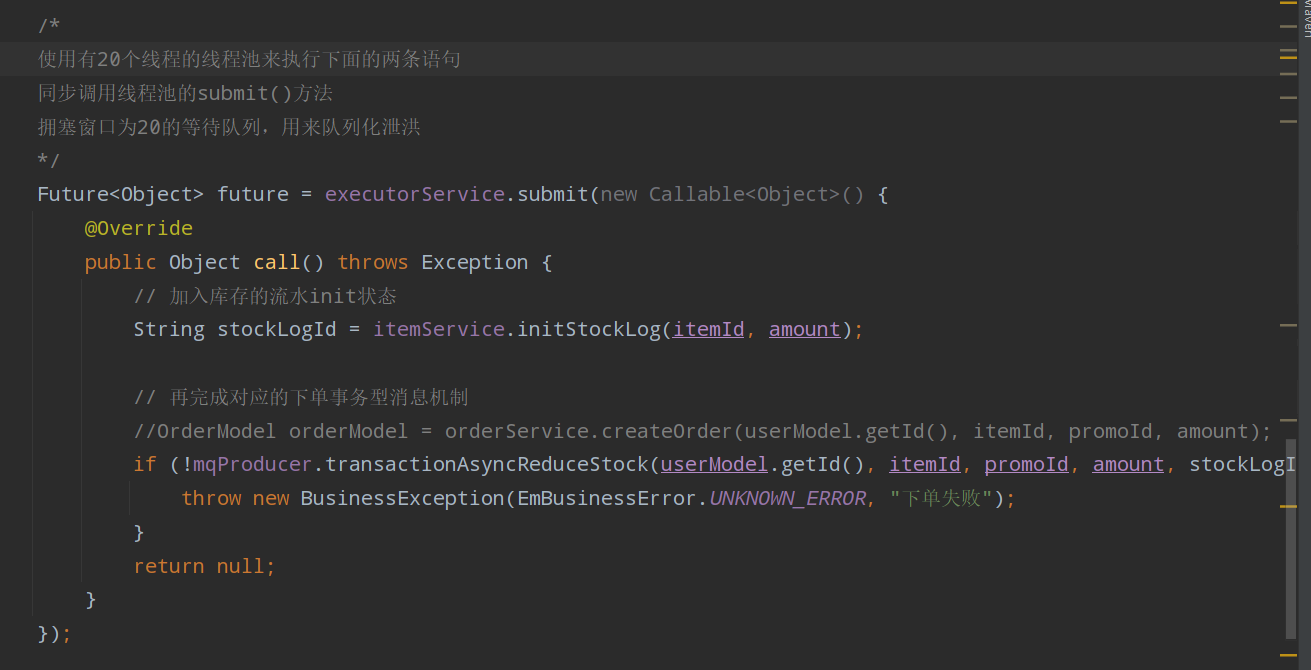 /*
使用有20个线程的线程池来执行下面的两条语句
同步调用线程池的submit()方法
拥塞窗口为20的等待队列，用来队列化泄洪
*/
Future<Object> future = executorService.submit(new Callable<Object>() {
@Override
public Object call() throws Exception {
// 加入库存的流水init状态
String stockLogId = itemService.initStockLog(itemId, amount);
// 再完成对应的下单事务型消息机制
//OrderModel orderModel = orderService.createOrder(userModel.getId(), itemId, promoId, amount);
if (!mqProducer.transactionAsyncReduceStock(userModel.getId(), itemId, promoId, amount, stockLogI
throw new BusinessException(EmBusinessError.UNKNOWN_ERROR, "下单失败");
}
return null;
}
});